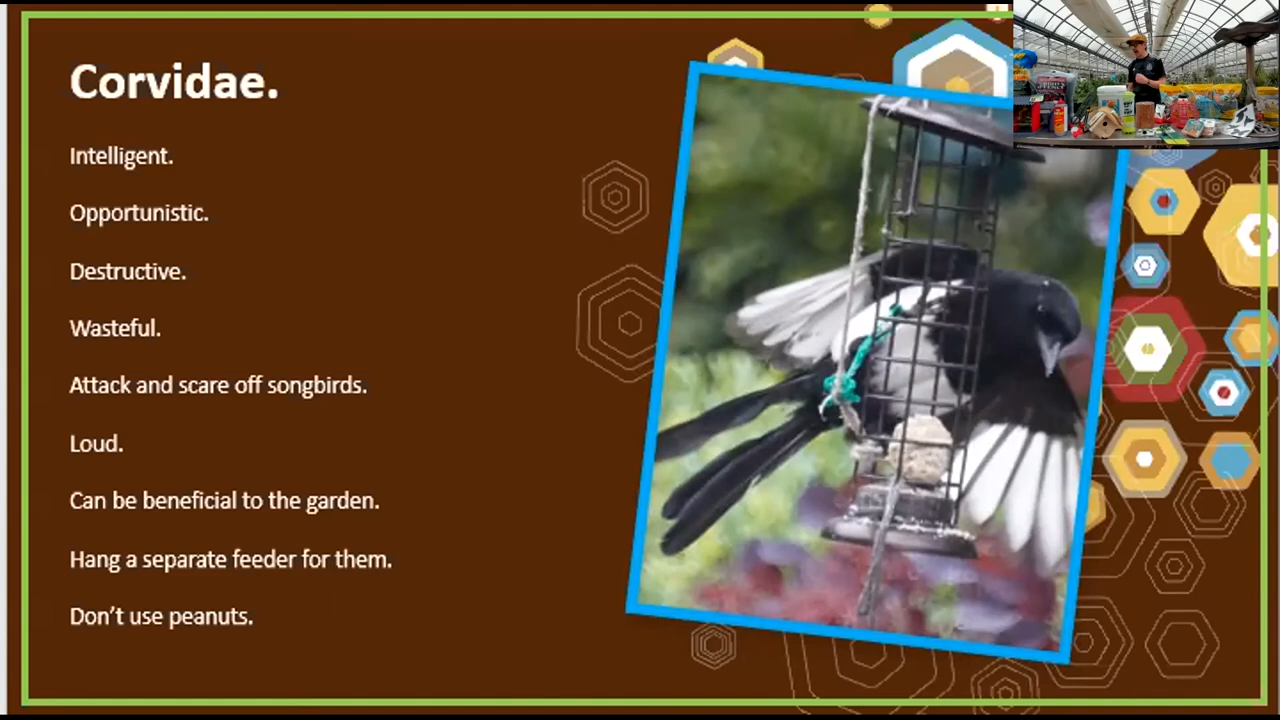 Corvidae.
Intelligent.
Opportunistic.
Destructive.
Wasteful.
Attack and scare off songbirds.
Loud.
Can be beneficial to the garden.
Hang a separate feeder for them.
Don’t use peanuts.